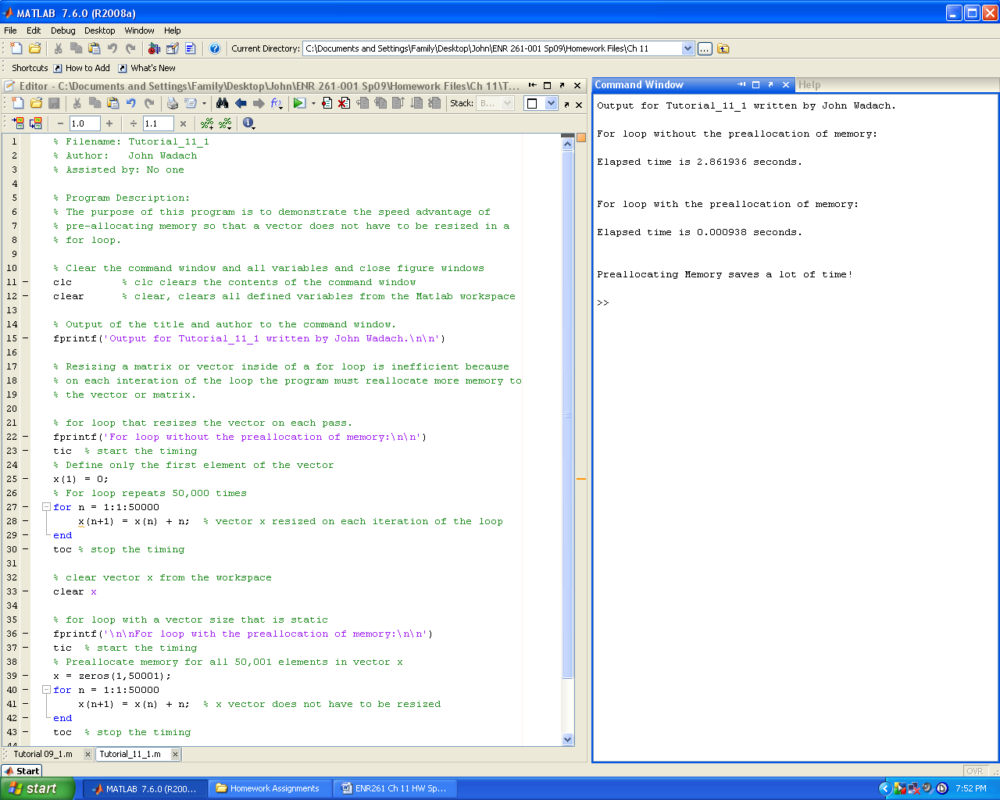 MATLAB 7.6.0 (R2008a)
File Edit Debug Desktop Window Help
Current Directory: C:\Documents and Settings\Family\Desktop\John\ENR 261-001 Sp09\Homework Files\Ch 11 ...
Shortcuts How to Add What's New
Editor - C:\Documents and Settings\Family\Desktop\John\ENR 261-001 Sp09\Homework Files\Ch 11\T...
Stack: B...
1.0 1.1
1 % Filename: Tutorial_11_1
2 % Author: John Wadach
3 % Assisted by: No one
4
5 % Program Description:
6 % The purpose of this program is to demonstrate the speed advantage of
7 % pre-allocating memory so that a vector does not have to be resized in a
8 % for loop.
9
10 % Clear the command window and all variables and close figure windows
11 – clc % clc clears the contents of the command window
12 – clear % clear, clears all defined variables from the Matlab workspace
13
14 % Output of the title and author to the command window.
15 – fprintf('Output for Tutorial_11_1 written by John Wadach.\n\n')
16
17 % Resizing a matrix or vector inside of a for loop is inefficient because
18 % on each interation of the loop the program must reallocate more memory to
19 % the vector or matrix.
20
21 % for loop that resizes the vector on each pass.
22 – fprintf('For loop without the preallocation of memory:\n\n')
23 – tic % start the timing
24 % Define only the first element of the vector
25 – x(1) = 0;
26 % For loop repeats 50,000 times
27 – for n = 1:1:50000
28 – x(n+1) = x(n) + n; % vector x resized on each iteration of the loop
29 – end
30 – toc % stop the timing
31
32 % clear vector x from the workspace
33 – clear x
34
35 % for loop with a vector size that is static
36 – fprintf('\n\nFor loop with the preallocation of memory:\n\n')
37 – tic % start the timing
38 % Preallocate memory for all 50,001 elements in vector x
39 – x = zeros(1,50001);
40 – for n = 1:1:50000
41 – x(n+1) = x(n) + n; % x vector does not have to be resized
42 – end
43 – toc % stop the timing
Tutorial 09_1.m Tutorial_11_1.m
Command Window Help
Output for Tutorial_11_1 written by John Wadach.
For loop without the preallocation of memory:
Elapsed time is 2.861936 seconds.
For loop with the preallocation of memory:
Elapsed time is 0.000938 seconds.
Preallocating Memory saves a lot of time!
>>
Start OVR
start MATLAB 7.6.0 (R200... Homework Assignments ENR261 Ch 11 HW Sp... 7:52 PM